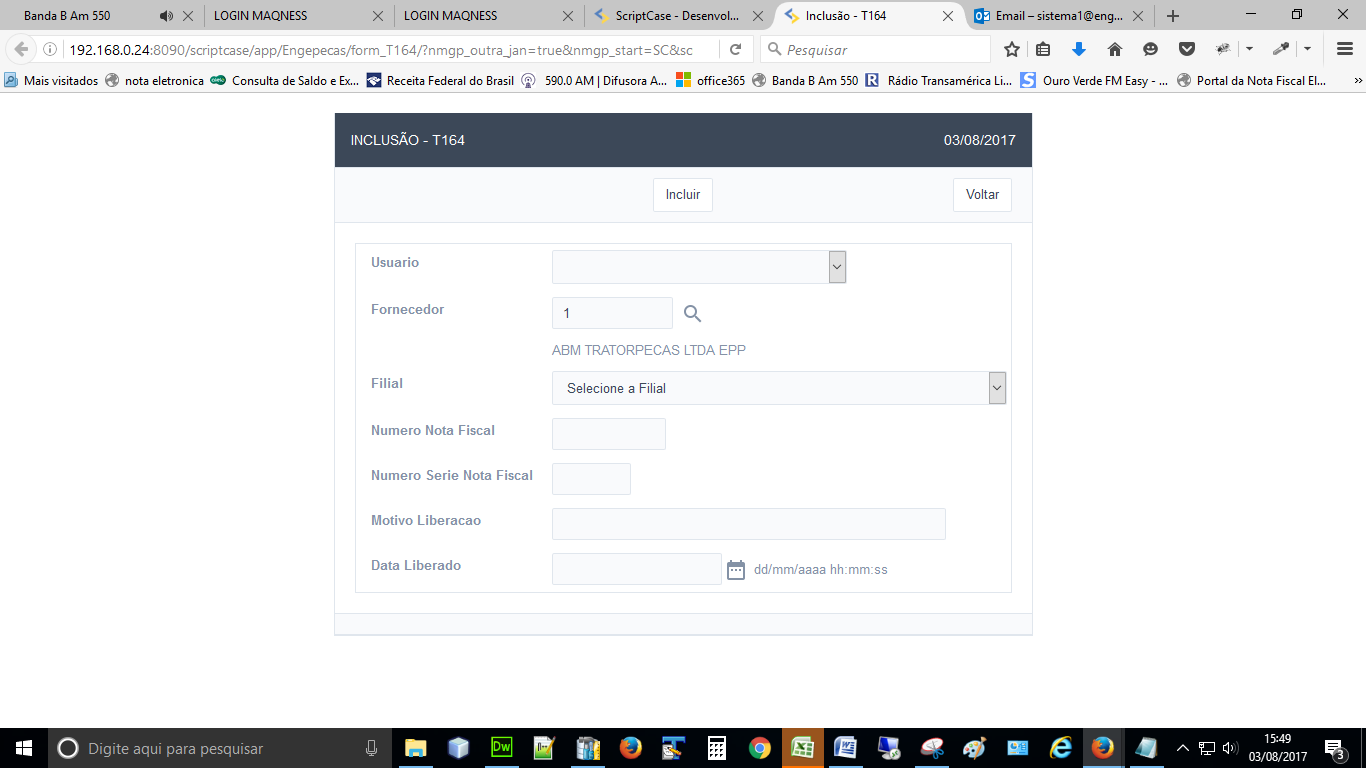 Banda B Am 550
LOGIN MAQNESS
LOGIN MAQNESS
ScriptCase - Desenvol...
Inclusão - T164
Email – sistema1@eng...
192.168.0.24:8090/scriptcase/app/Engepecas/form_T164/?nmgp_outra_jan=true&nmgp_start=SC&sc
Pesquisar
Mais visitados
nota eletronica
Consulta de Saldo e Ex...
Receita Federal do Brasil
590.0 AM | Difusora A...
office365
Banda B Am 550
Rádio Transamérica Li...
Ouro Verde FM Easy - ...
Portal da Nota Fiscal El...
INCLUSÃO - T164
03/08/2017
Incluir
Voltar
Usuario
Fornecedor
1
ABM TRATORPECAS LTDA EPP
Filial
Selecione a Filial
Numero Nota Fiscal
Numero Serie Nota Fiscal
Motivo Liberacao
Data Liberado
dd/mm/aaaa hh:mm:ss
Digite aqui para pesquisar
Dw
15:49
03/08/2017
3